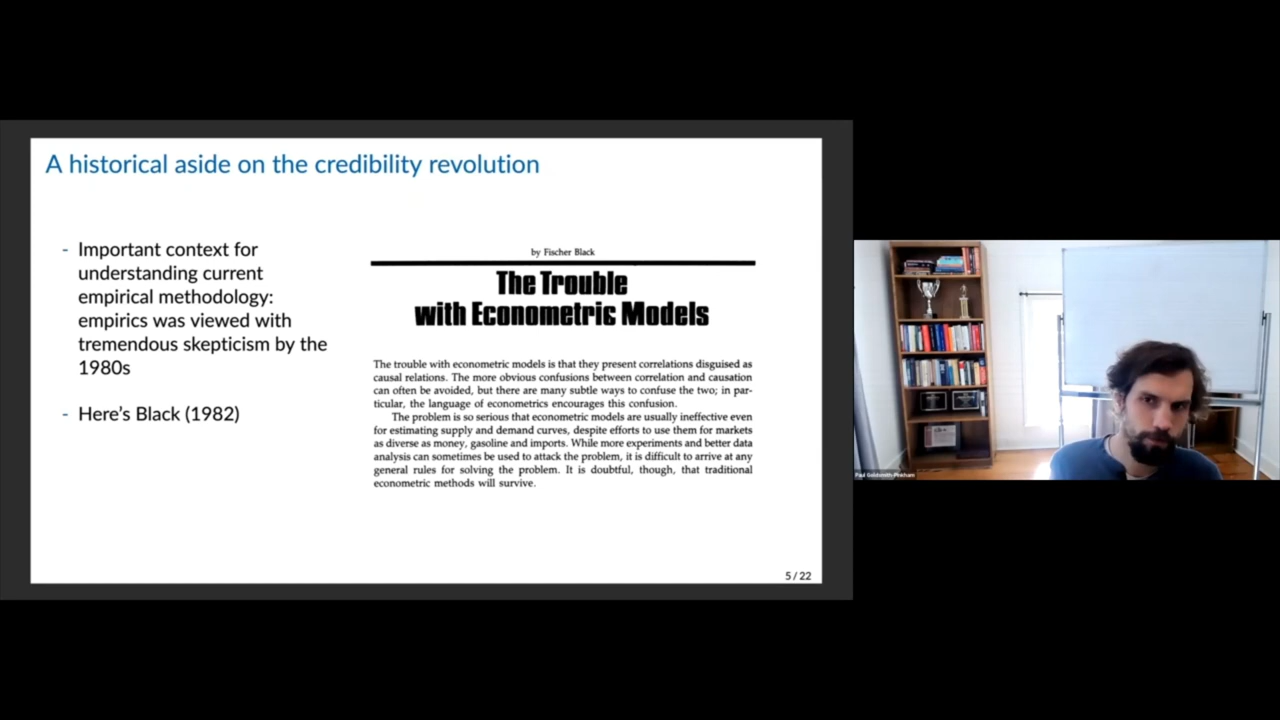 A historical aside on the credibility revolution
- Important context for
understanding current
empirical methodology:
empirics was viewed with
tremendous skepticism by the
1980s
- Here's Black (1982)
by Fischer Black
The Trouble
with Econometric Models
The trouble with econometric models is that they present correlations disguised as
causal relations. The more obvious confusions between correlation and causation
can often be avoided, but there are many subtle ways to confuse the two; in par-
ticular, the language of econometrics encourages this confusion.
The problem is so serious that econometric models are usually ineffective even
for estimating supply and demand curves, despite efforts to use them for markets
as diverse as money, gasoline and imports. While more experiments and better data
analysis can sometimes be used to attack the problem, it is difficult to arrive at any
general rules for solving the problem. It is doubtful, though, that traditional
econometric methods will survive.
5 / 22
Paul Goldsmith-Pinkham